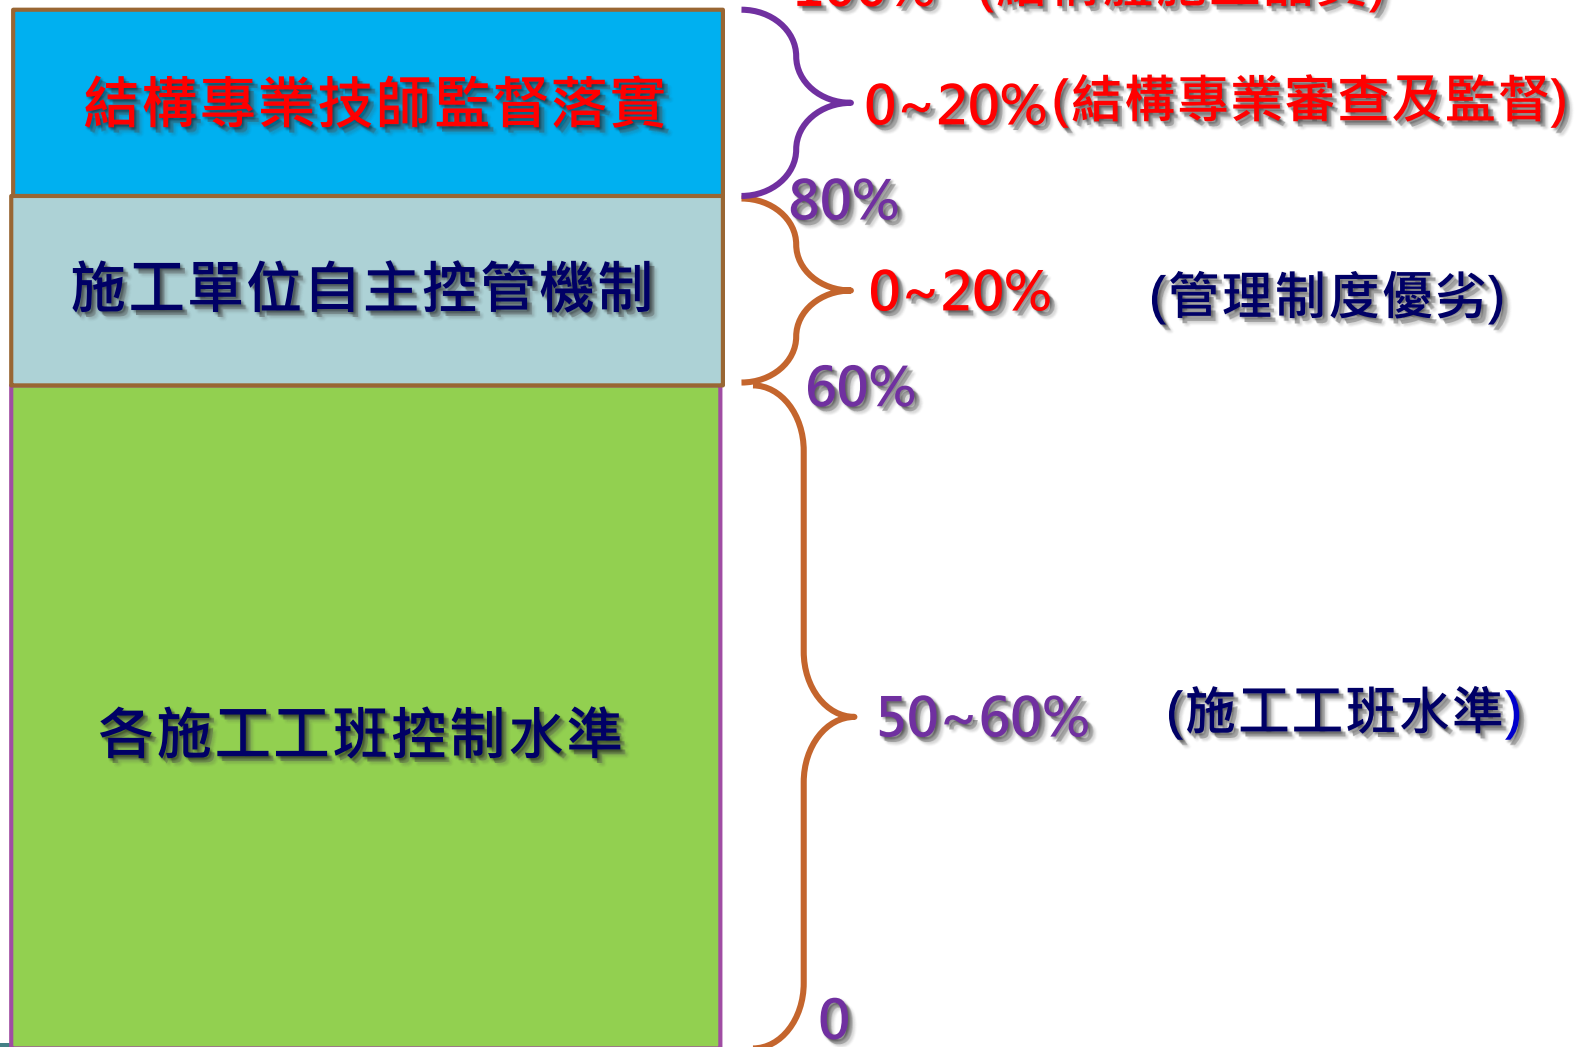 結構專業技師監督落實
0~20%(結構專業審查及監督)
80%
施工單位自主控管機制
0~20% (管理制度優劣)
60%
各施工工班控制水準
50~60% (施工工班水準)
0